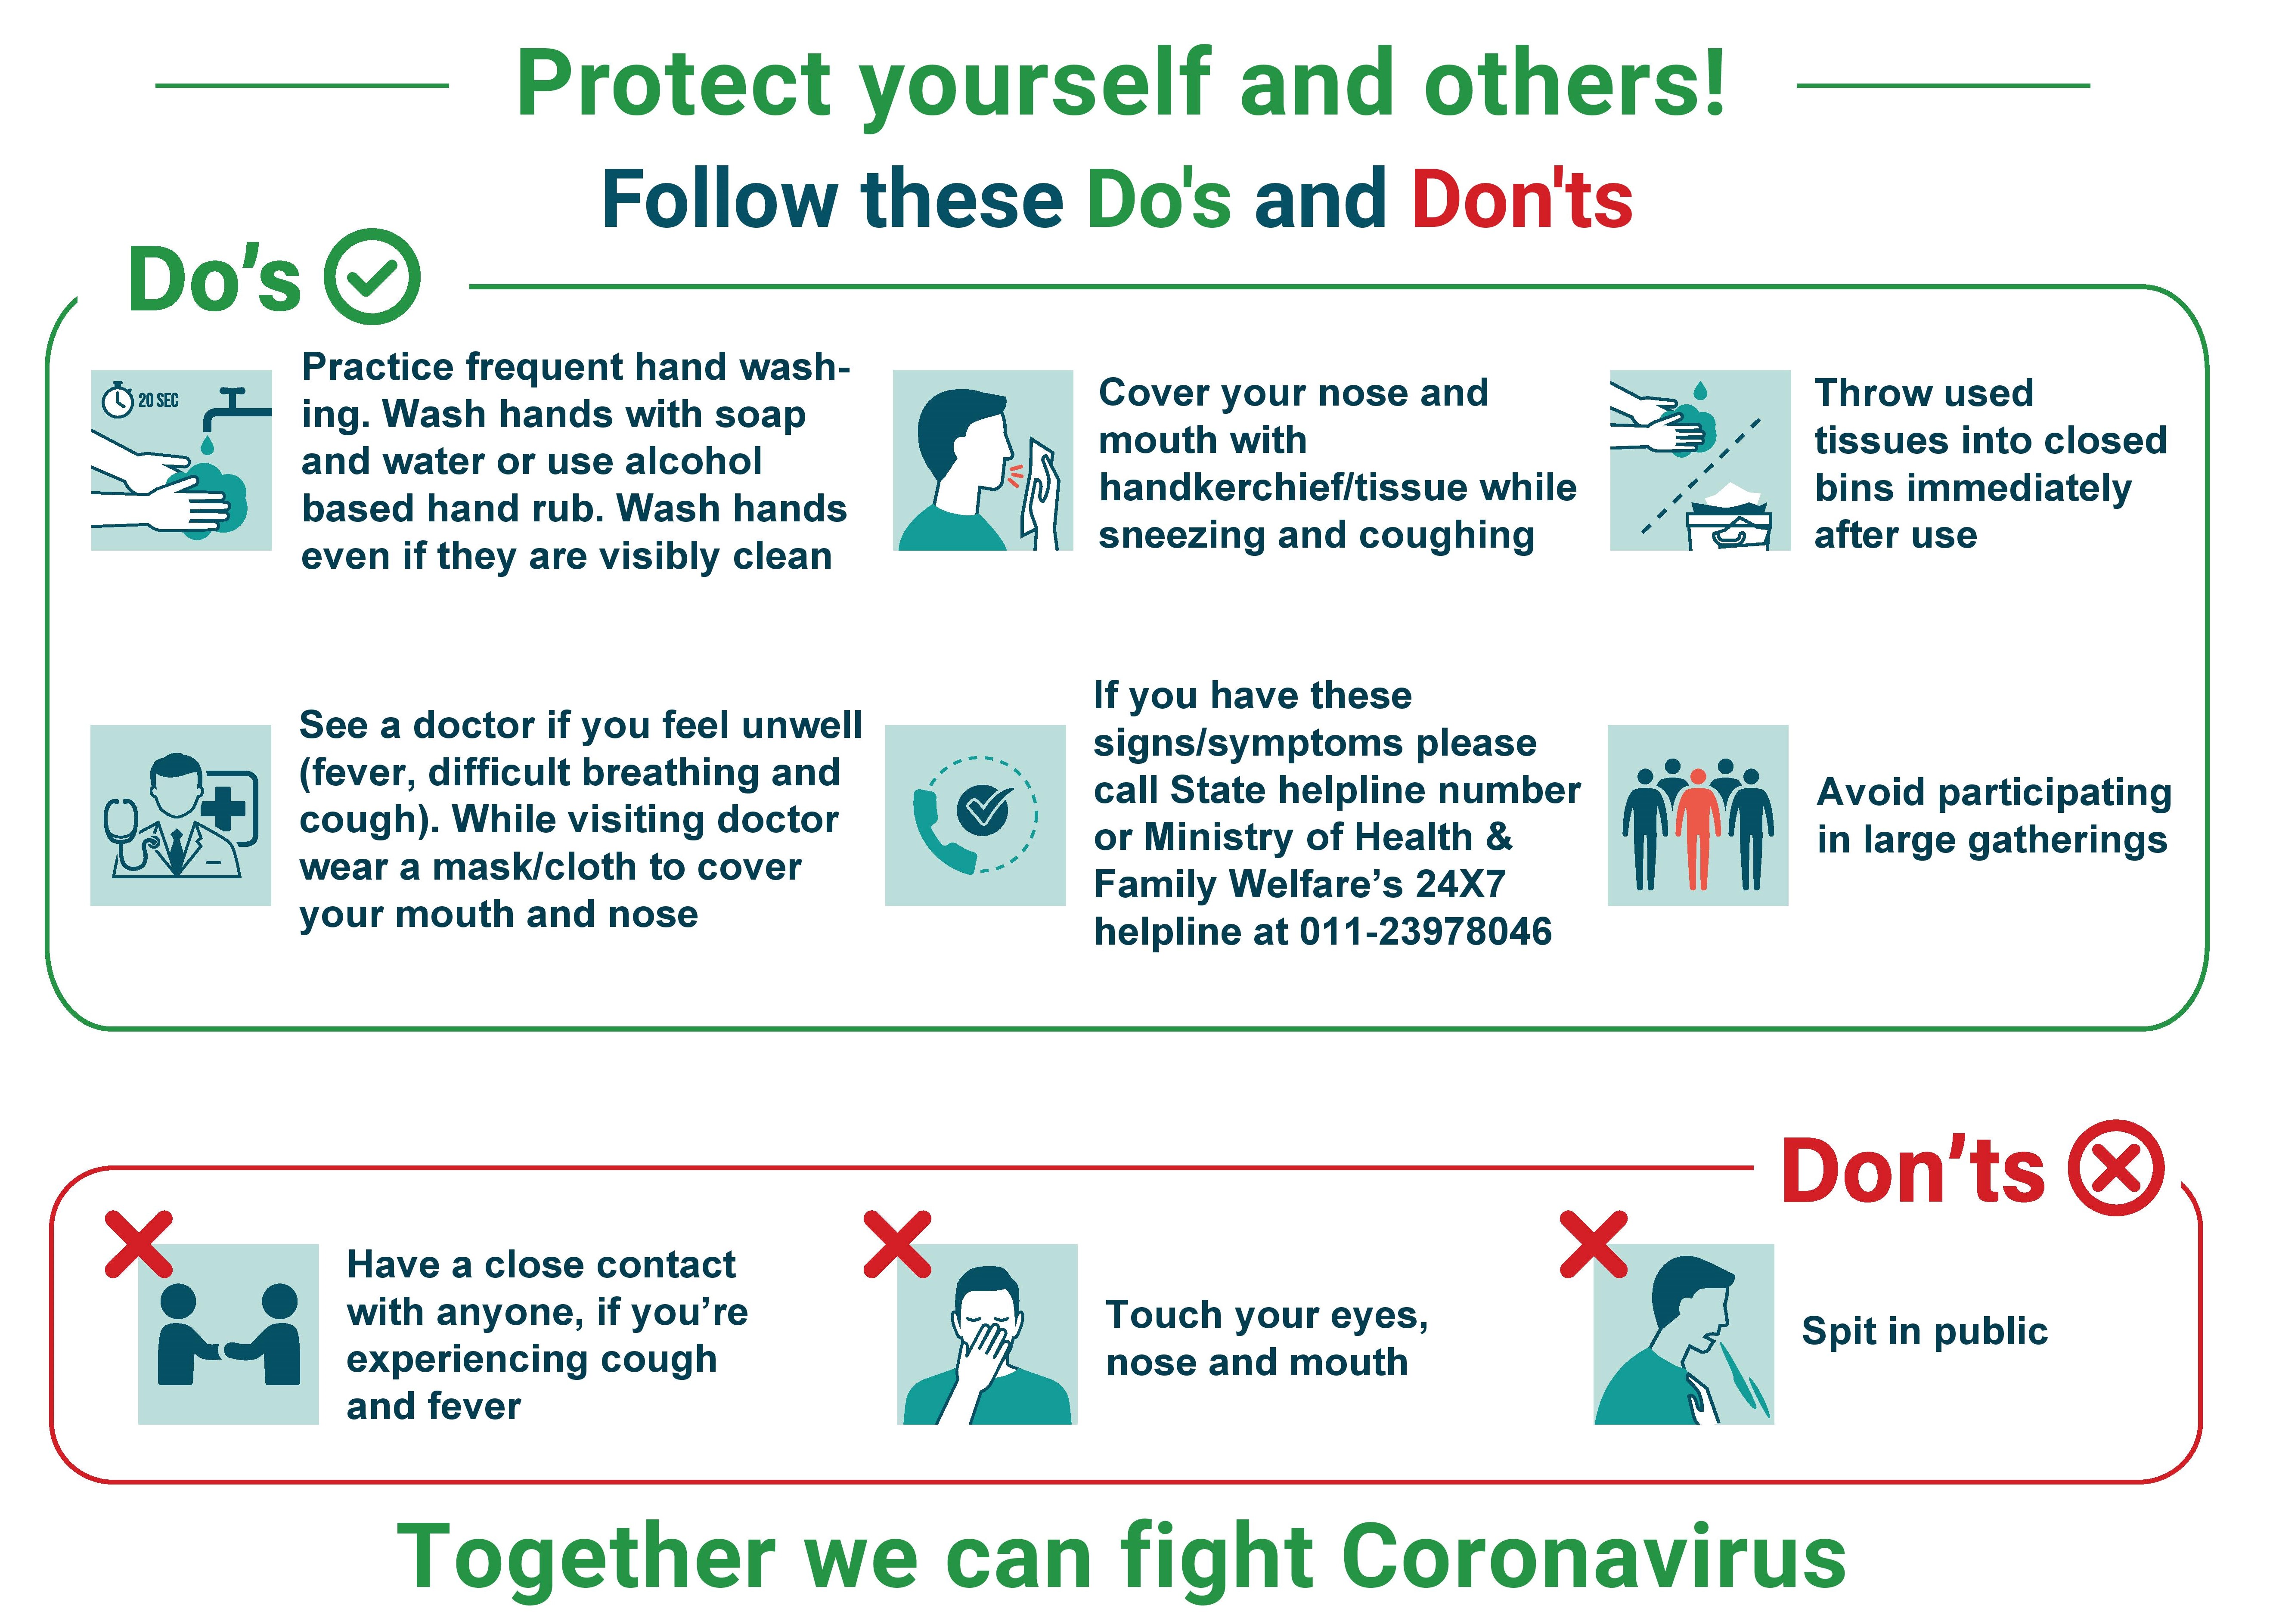 Protect yourself and others!
Follow these Do's and Don'ts
Do’s
20 SEC
Practice frequent hand wash-
ing. Wash hands with soap
and water or use alcohol
based hand rub. Wash hands
even if they are visibly clean
Cover your nose and
mouth with
handkerchief/tissue while
sneezing and coughing
Throw used
tissues into closed
bins immediately
after use
See a doctor if you feel unwell
(fever, difficult breathing and
cough). While visiting doctor
wear a mask/cloth to cover
your mouth and nose
If you have these
signs/symptoms please
call State helpline number
or Ministry of Health &
Family Welfare’s 24X7
helpline at 011-23978046
Avoid participating
in large gatherings
Don’ts
Have a close contact
with anyone, if you’re
experiencing cough
and fever
Touch your eyes,
nose and mouth
Spit in public
Together we can fight Coronavirus